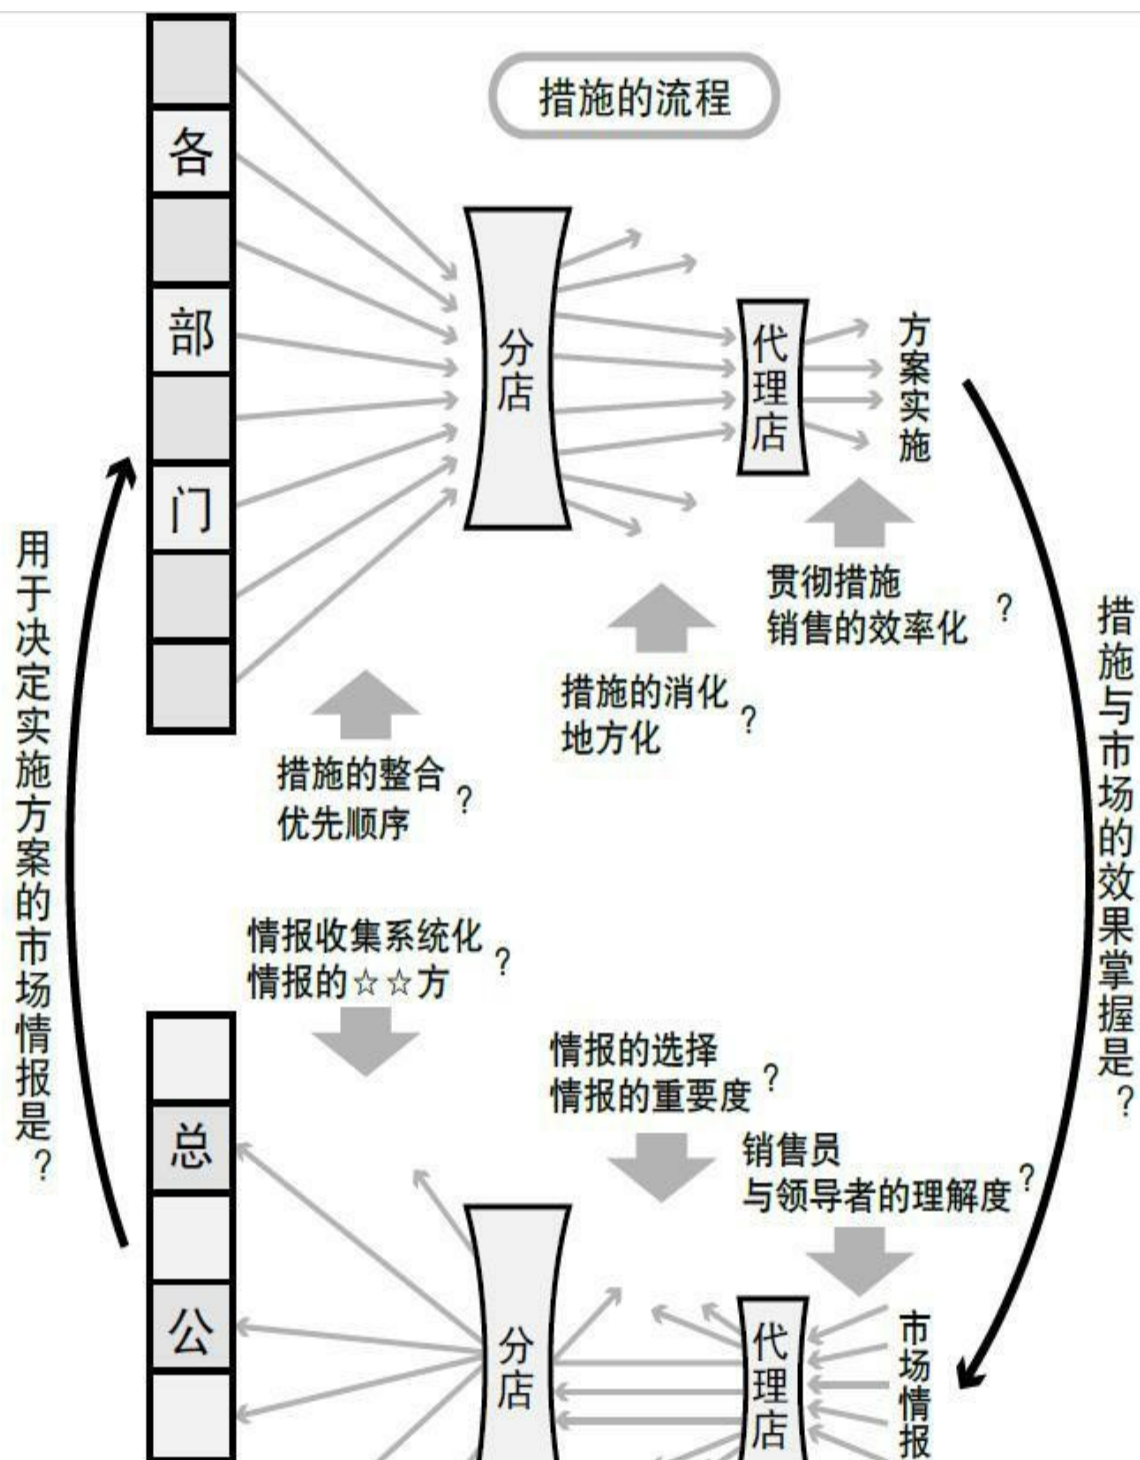 措施的流程
各部门
分店
代理店
方案实施
贯彻措施
销售的效率化
?
措施的消化
地方化
?
措施的整合
优先顺序
?
用于决定实施方案的市场情报是?
措施与市场的效果掌握是?
情报收集系统化
情报的☆☆方
?
情报的选择
情报的重要度
?
销售员
与领导者的理解度
?
总公
分店
代理店
市场情报